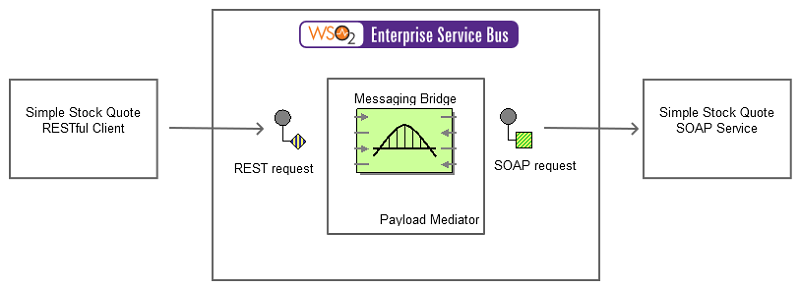 WSO2 Enterprise Service Bus
Simple Stock Quote
RESTful Client
REST request
Messaging Bridge
Payload Mediator
SOAP request
Simple Stock Quote
SOAP Service